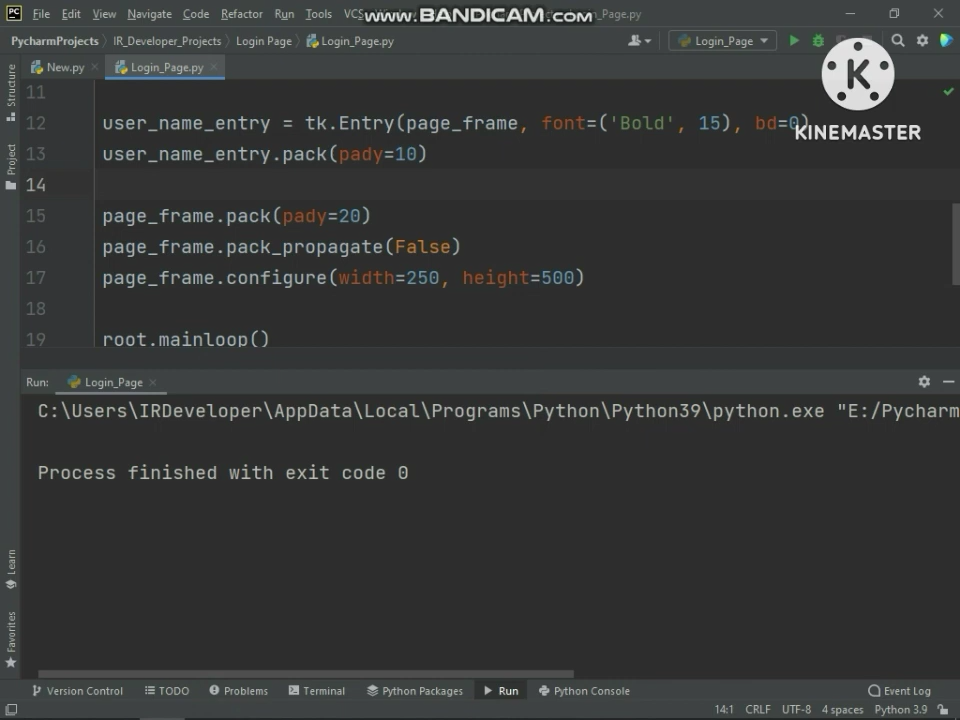 PC File Edit View Navigate Code Refactor Run Tools VCS www.BANDICAM.com n_Page.py
PycharmProjects IR_Developer_Projects Login Page Login_Page.py Login_Page
New.py Login_Page.py
KINEMASTER
11
12 user_name_entry = tk.Entry(page_frame, font=('Bold', 15), bd=0)
13 user_name_entry.pack(pady=10)
14
15 page_frame.pack(pady=20)
16 page_frame.pack_propagate(False)
17 page_frame.configure(width=250, height=500)
18
19 root.mainloop()
Structure
Project
Run: Login_Page
C:\Users\IRDeveloper\AppData\Local\Programs\Python\Python39\python.exe "E:/Pycharm
Process finished with exit code 0
Learn
Favorites
Version Control TODO Problems Terminal Python Packages Run Python Console Event Log
14:1 CRLF UTF-8 4 spaces Python 3.9